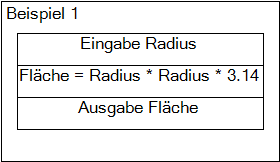 Beispiel 1
Eingabe Radius
Fläche = Radius * Radius * 3.14
Ausgabe Fläche